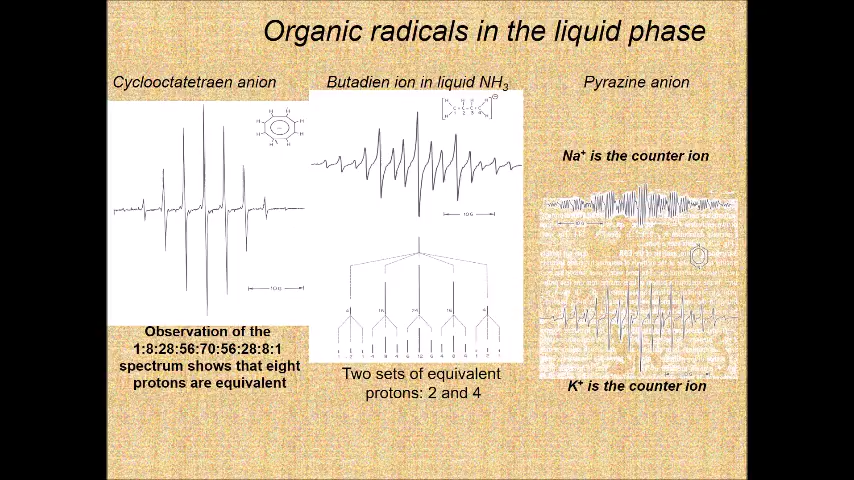 Organic radicals in the liquid phase
Cyclooctatetraen anion
Butadien ion in liquid NH3
Pyrazine anion
Na+ is the counter ion
10 G
10 G
Observation of the
1:8:28:56:70:56:28:8:1
spectrum shows that eight
protons are equivalent
Two sets of equivalent
protons: 2 and 4
K+ is the counter ion